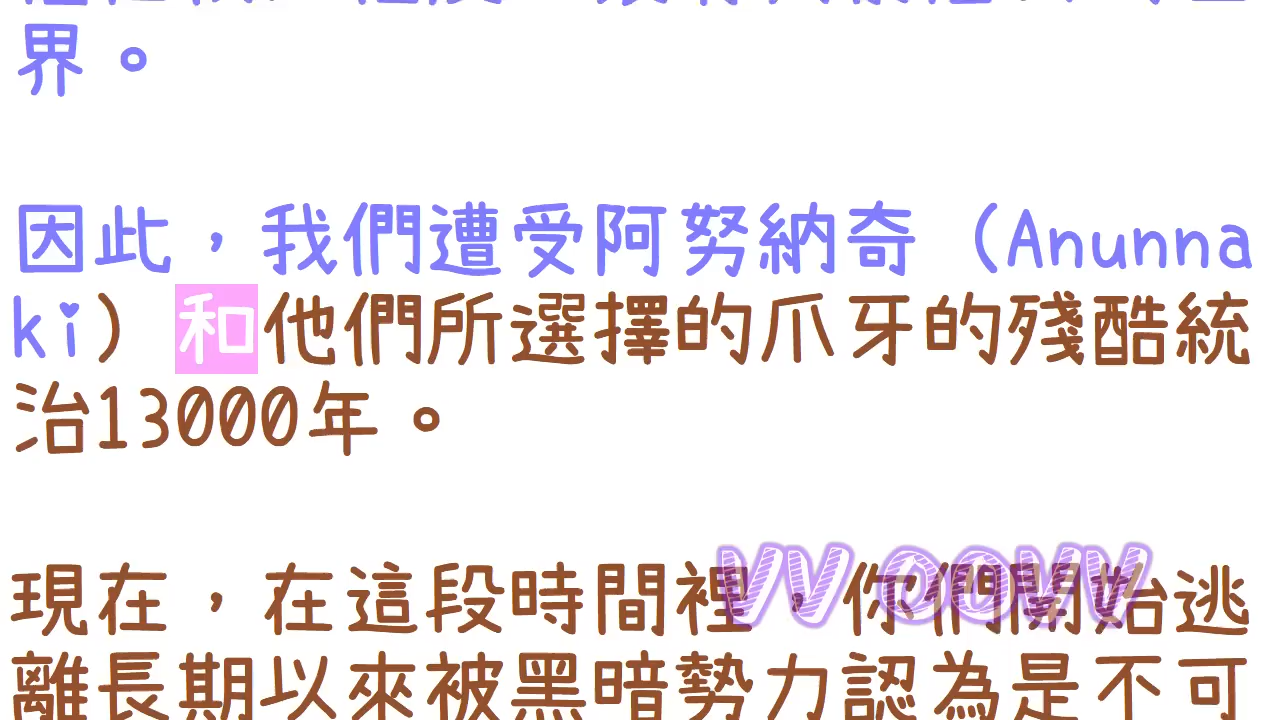 界。
因此，我們遭受阿努納奇（Anunna
ki）和他們所選擇的爪牙的殘酷統
治13000年。
現在，在這段時間裡，你們開始逃
VV OOVV
離長期以來被黑暗勢力認為是不可